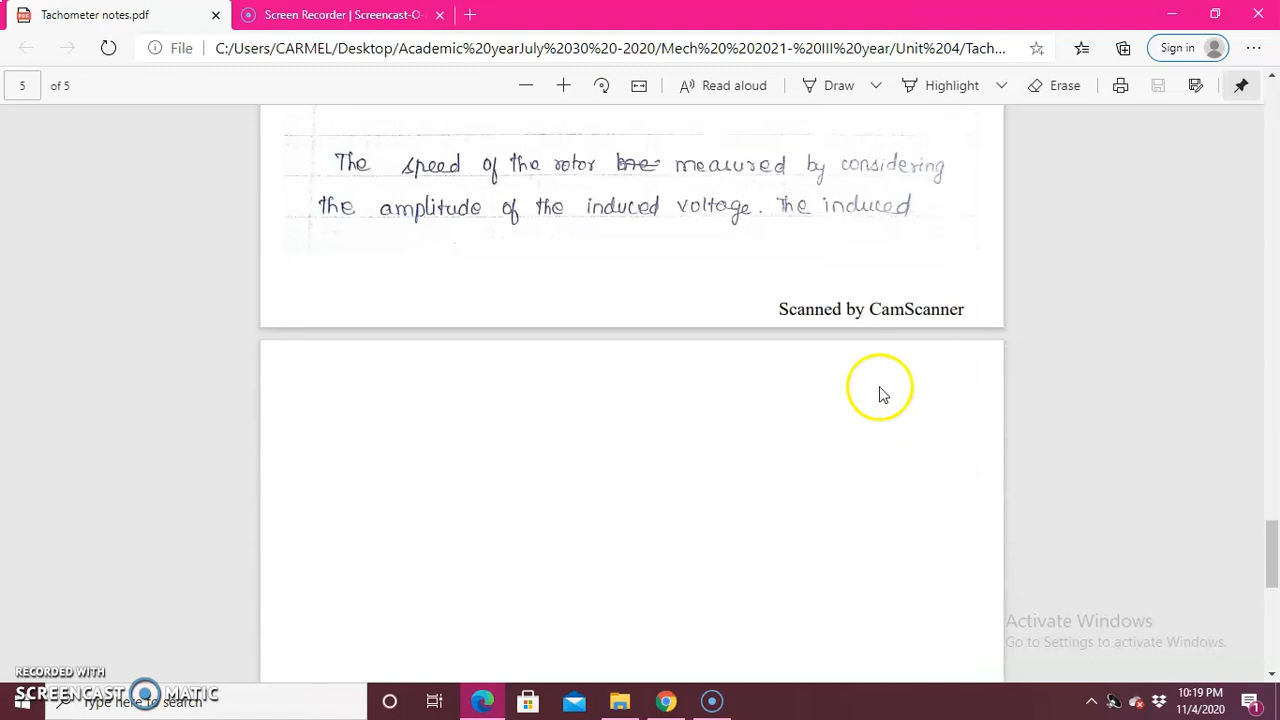 Tachometer notes.pdf
Screen Recorder | Screencast-O-
File
C:/Users/CARMEL/Desktop/Academic%20yearJuly%2030%20-2020/Mech%20%202021-%20III%20year/Unit%204/Tach...
Sign in
5 of 5
Read aloud
Draw
Highlight
Erase
The speed of the rotor measured by considering
the amplitude of the induced voltage. The induced
Scanned by CamScanner
Activate Windows
Go to Settings to activate Windows.
RECORDED WITH
SCREENCAST MATIC
Type here to search
10:19 PM
11/4/2020
1